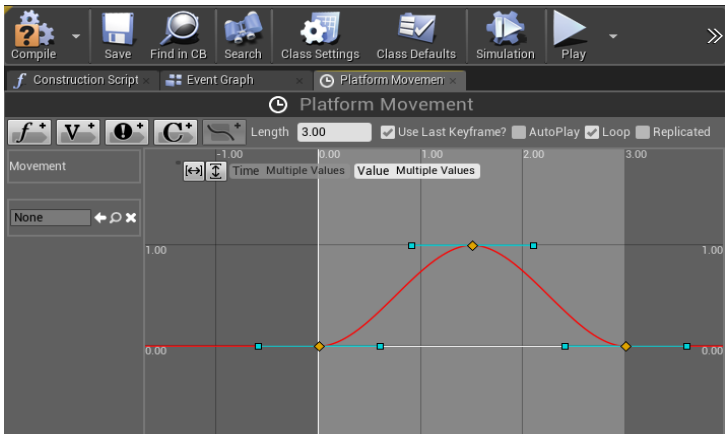 Compile Save Find in CB Search Class Settings Class Defaults Simulation Play
Construction Script Event Graph Platform Movemen
Platform Movement
f V C Length 3.00 Use Last Keyframe? AutoPlay Loop Replicated
-1.00 0.00 1.00 2.00 3.00
Movement
Time Multiple Values Value Multiple Values
None
1.00 1.00
0.00 0.00